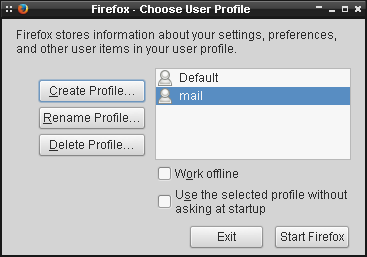 Firefox - Choose User Profile
Firefox stores information about your settings, preferences,
and other user items in your user profile.
Create Profile...
Rename Profile...
Delete Profile...
Default
mail
Work offline
Use the selected profile without
asking at startup
Exit
Start Firefox